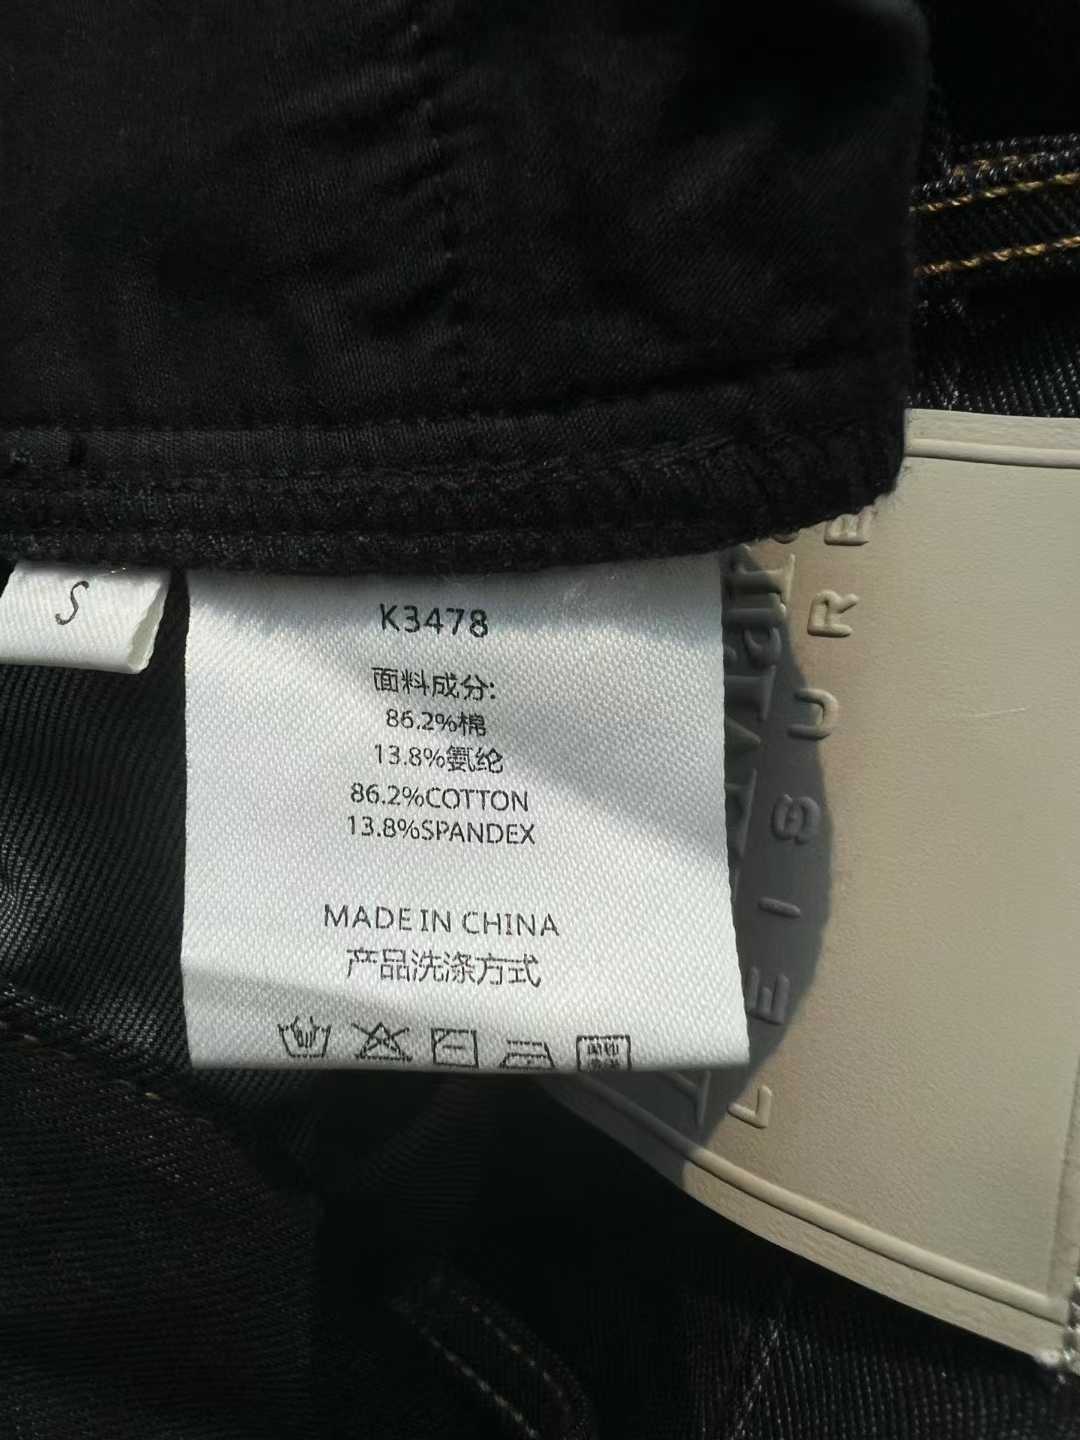 S
K3478
面料成分:
86.2%棉
13.8%氨纶
86.2%COTTON
13.8%SPANDEX
MADE IN CHINA
产品洗涤方式
LEISURE